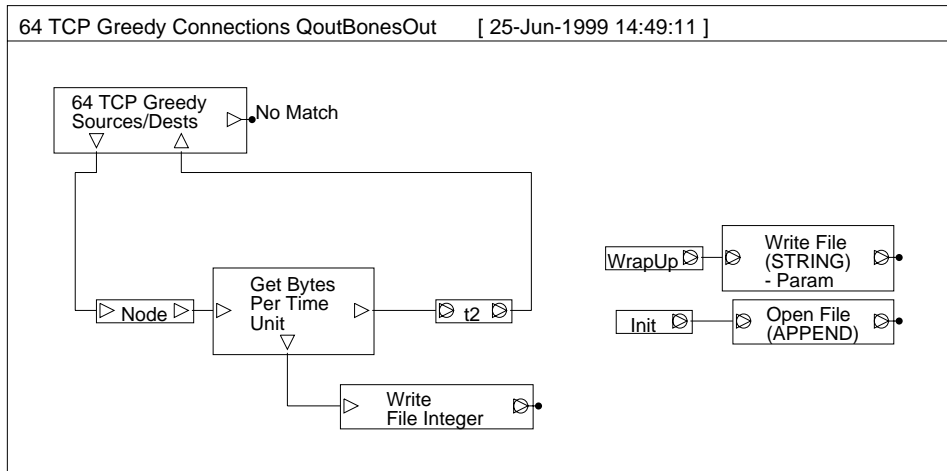 64 TCP Greedy Connections QoutBonesOut [ 25-Jun-1999 14:49:11 ]
64 TCP Greedy
Sources/Dests
No Match
Write File
(STRING)
- Param
WrapUp
Get Bytes
Per Time
Unit
Node
t2
Init
Open File
(APPEND)
Write
File Integer